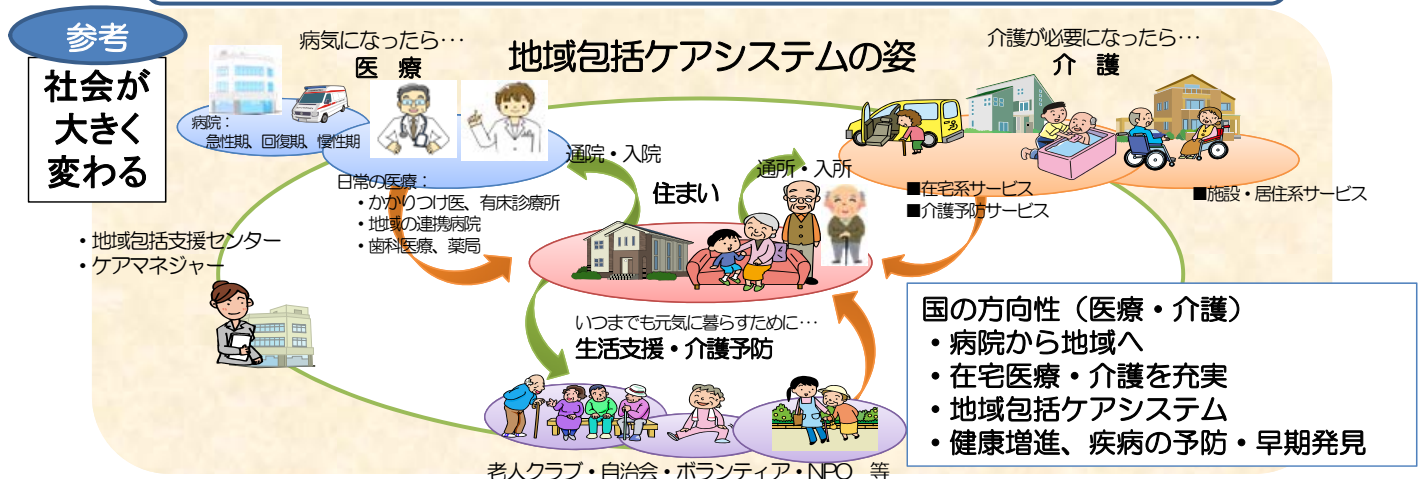 参考
社会が
大きく
変わる
地域包括ケアシステムの姿
病気になったら･･･
医 療
病院：
急性期、回復期、慢性期
日常の医療：
・かかりつけ医、有床診療所
・地域の連携病院
・歯科医療、薬局
通院・入院
住まい
通所・入所
介護が必要になったら･･･
介 護
■在宅系サービス
■介護予防サービス
■施設・居住系サービス
・地域包括支援センター
・ケアマネジャー
いつまでも元気に暮らすために･･･
生活支援・介護予防
老人クラブ・自治会・ボランティア・NPO 等
国の方向性（医療・介護）
・病院から地域へ
・在宅医療・介護を充実
・地域包括ケアシステム
・健康増進、疾病の予防・早期発見